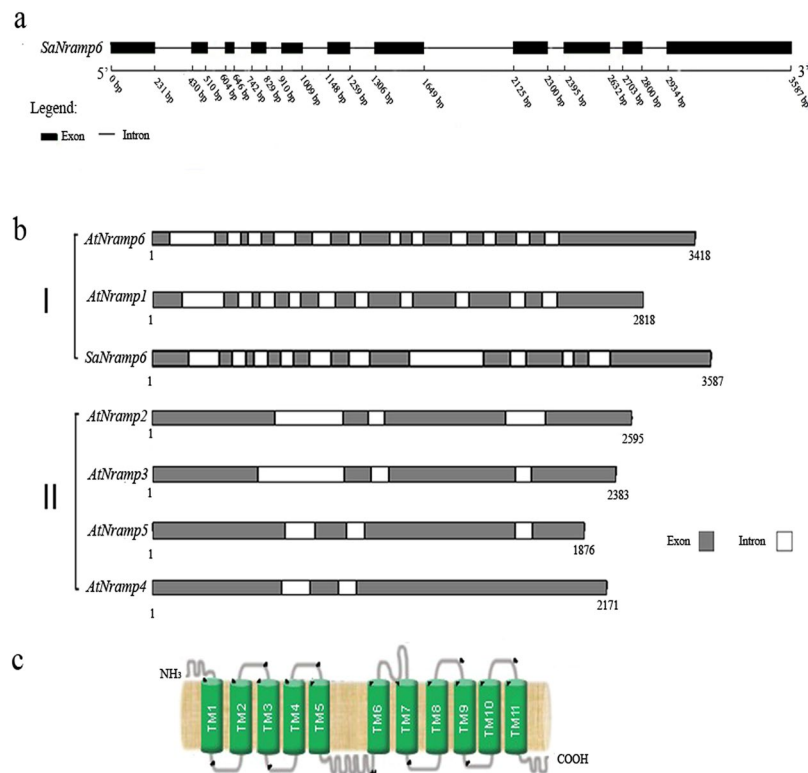 a
SaNramp6
5' 3'
0 bp 231 bp 430 bp 510 bp 604 bp 646 bp 742 bp 829 bp 910 bp 1009 bp 1148 bp 1259 bp 1306 bp 1649 bp 2125 bp 2300 bp 2395 bp 2632 bp 2703 bp 2800 bp 2934 bp 3587 bp
Legend:
Exon Intron
b
AtNramp6
1 3418
I AtNramp1
1 2818
SaNramp6
1 3587
AtNramp2
1 2595
AtNramp3
1 2383
II
AtNramp5
1 1876
Exon Intron
AtNramp4
1 2171
c
NH3
TM1 TM2 TM3 TM4 TM5 TM6 TM7 TM8 TM9 TM10 TM11
COOH